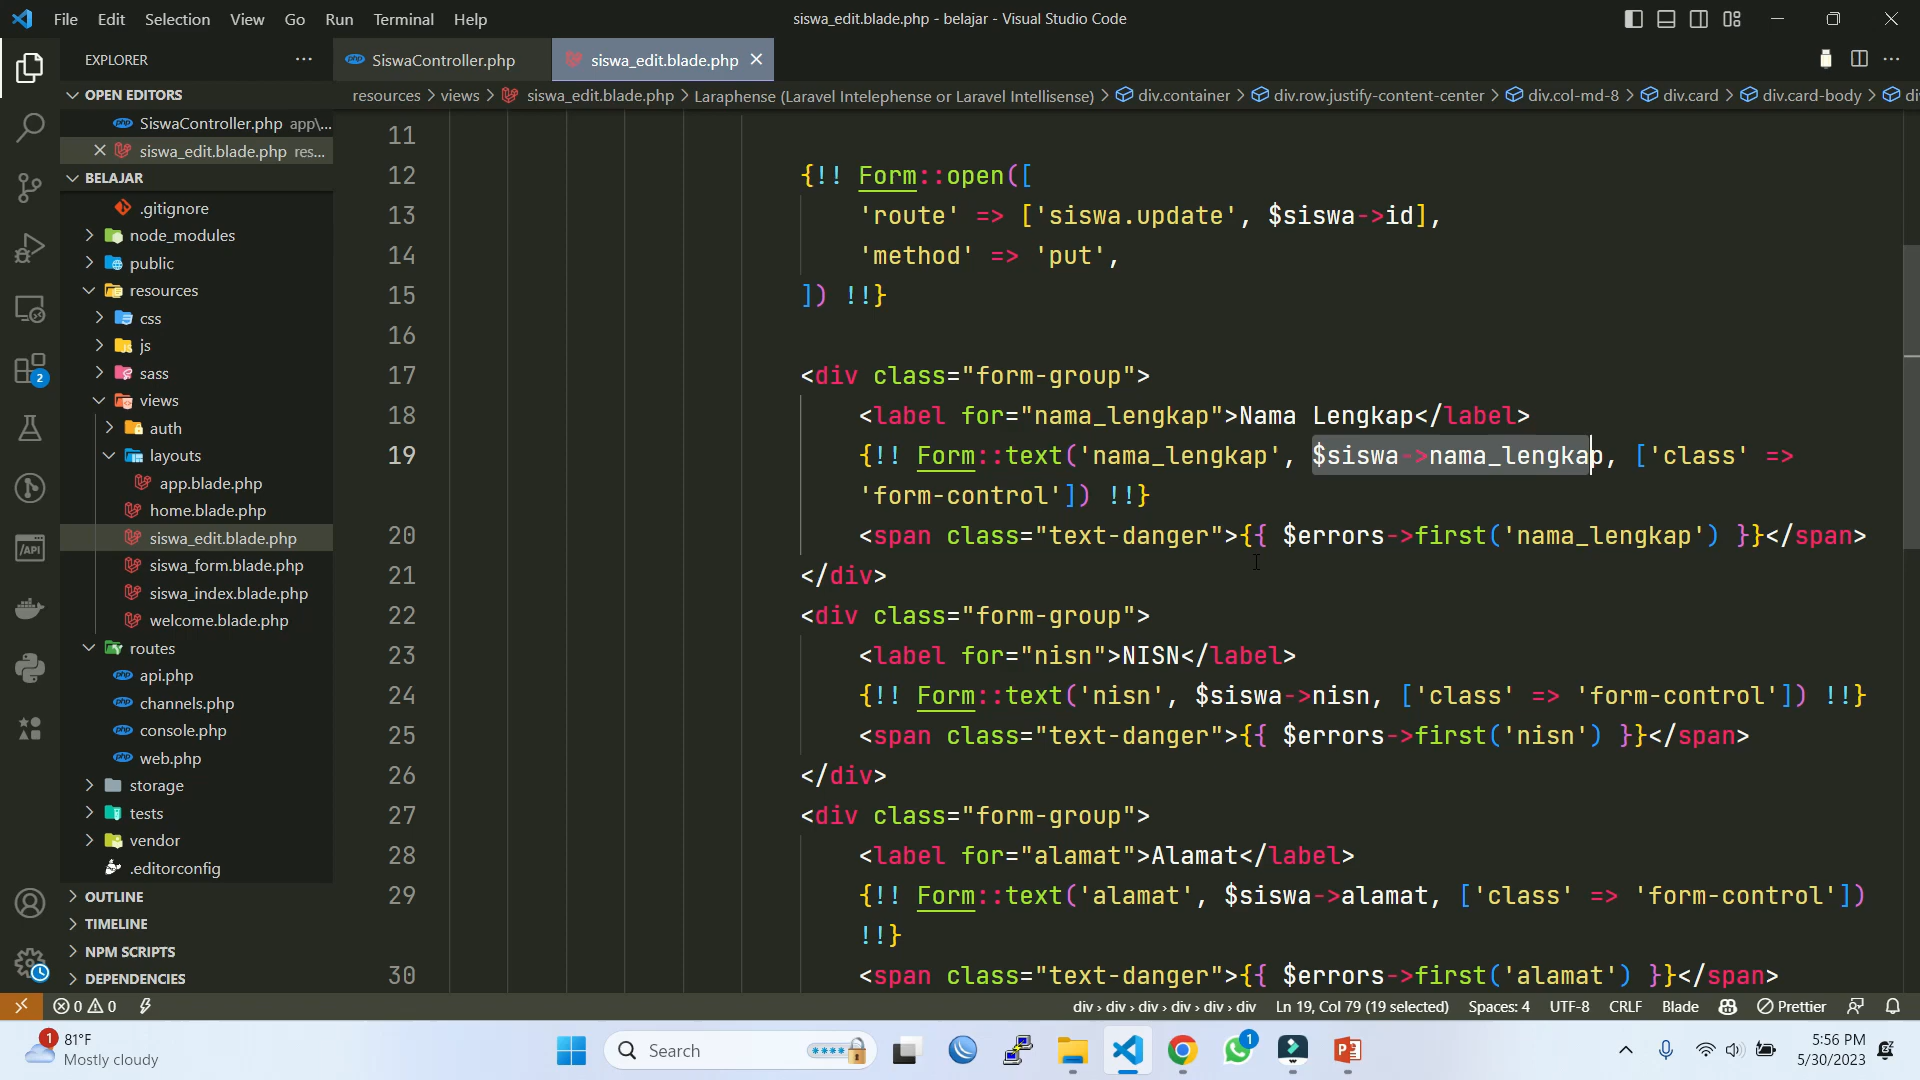 File Edit Selection View Go Run Terminal Help
siswa_edit.blade.php - belajar - Visual Studio Code
EXPLORER
SiswaController.php
siswa_edit.blade.php
OPEN EDITORS
SiswaController.php app\...
siswa_edit.blade.php res...
BELAJAR
.gitignore
node_modules
public
resources
css
js
sass
views
auth
layouts
app.blade.php
home.blade.php
siswa_edit.blade.php
siswa_form.blade.php
siswa_index.blade.php
welcome.blade.php
routes
api.php
channels.php
console.php
web.php
storage
tests
vendor
.editorconfig
OUTLINE
TIMELINE
NPM SCRIPTS
DEPENDENCIES
2
API
resources > views > siswa_edit.blade.php > Laraphense (Laravel Intelephense or Laravel Intellisense) > div.container > div.row.justify-content-center > div.col-md-8 > div.card > div.card-body > di
11
12 {!! Form::open([
13 'route' => ['siswa.update', $siswa->id],
14 'method' => 'put',
15 ]) !!}
16
17 <div class="form-group">
18 <label for="nama_lengkap">Nama Lengkap</label>
19 {!! Form::text('nama_lengkap', $siswa->nama_lengkap, ['class' =>
'form-control']) !!}
20 <span class="text-danger">{{ $errors->first('nama_lengkap') }}</span>
21 </div>
22 <div class="form-group">
23 <label for="nisn">NISN</label>
24 {!! Form::text('nisn', $siswa->nisn, ['class' => 'form-control']) !!}
25 <span class="text-danger">{{ $errors->first('nisn') }}</span>
26 </div>
27 <div class="form-group">
28 <label for="alamat">Alamat</label>
29 {!! Form::text('alamat', $siswa->alamat, ['class' => 'form-control'])
!!}
30 <span class="text-danger">{{ $errors->first('alamat') }}</span>
0 0
div > div > div > div > div > div Ln 19, Col 79 (19 selected) Spaces: 4 UTF-8 CRLF Blade Prettier
1
81°F
Mostly cloudy
Search
1
5:56 PM
5/30/2023